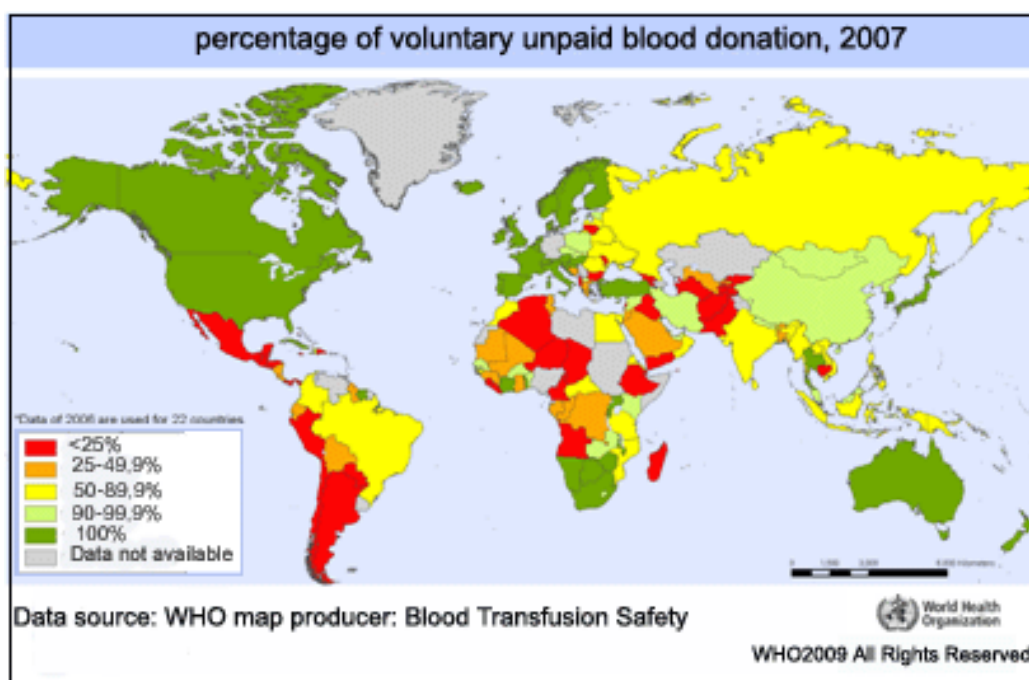 percentage of voluntary unpaid blood donation, 2007
*Data of 2006 are used for 22 countries
<25%
25-49,9%
50-89,9%
90-99,9%
100%
Data not available
Data source: WHO map producer: Blood Transfusion Safety
World Health
Organization
WHO2009 All Rights Reserved